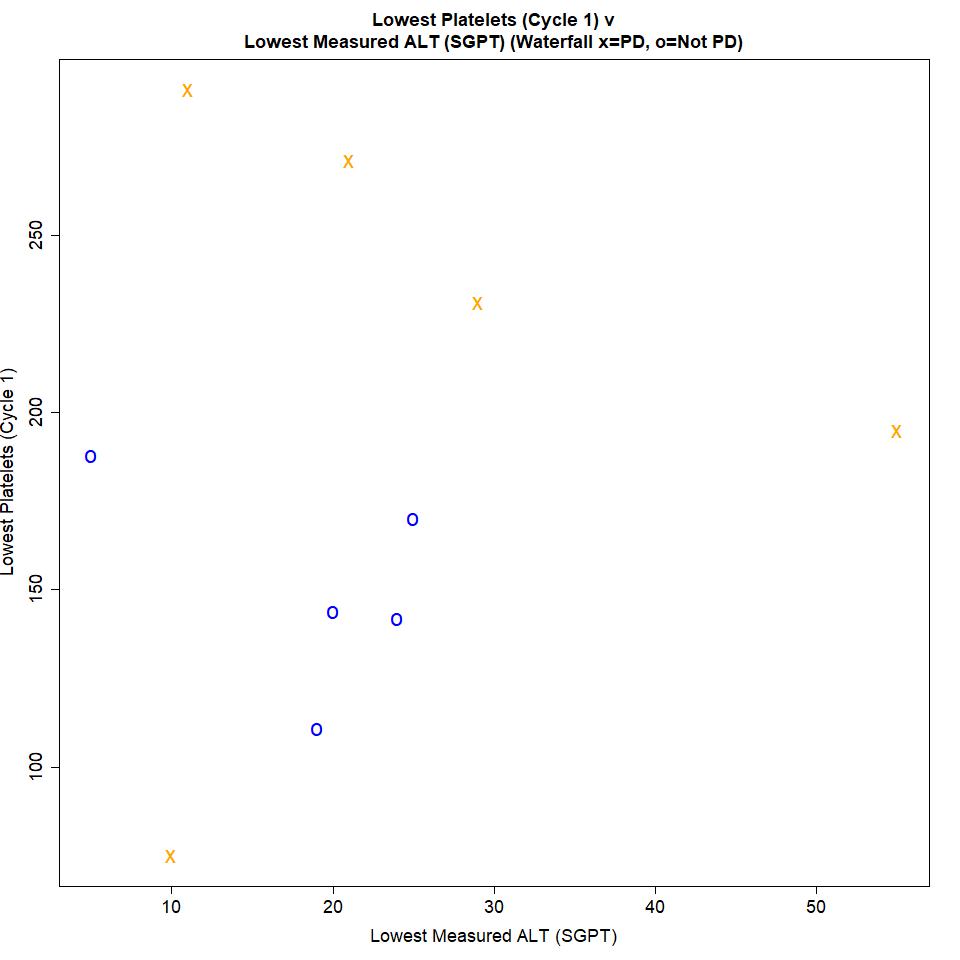 Lowest Platelets (Cycle 1) v
Lowest Measured ALT (SGPT) (Waterfall x=PD, o=Not PD)
Lowest Platelets (Cycle 1)
250
200
150
100
X
X
X
X
O
O
O
O
O
X
10
20
30
40
50
Lowest Measured ALT (SGPT)